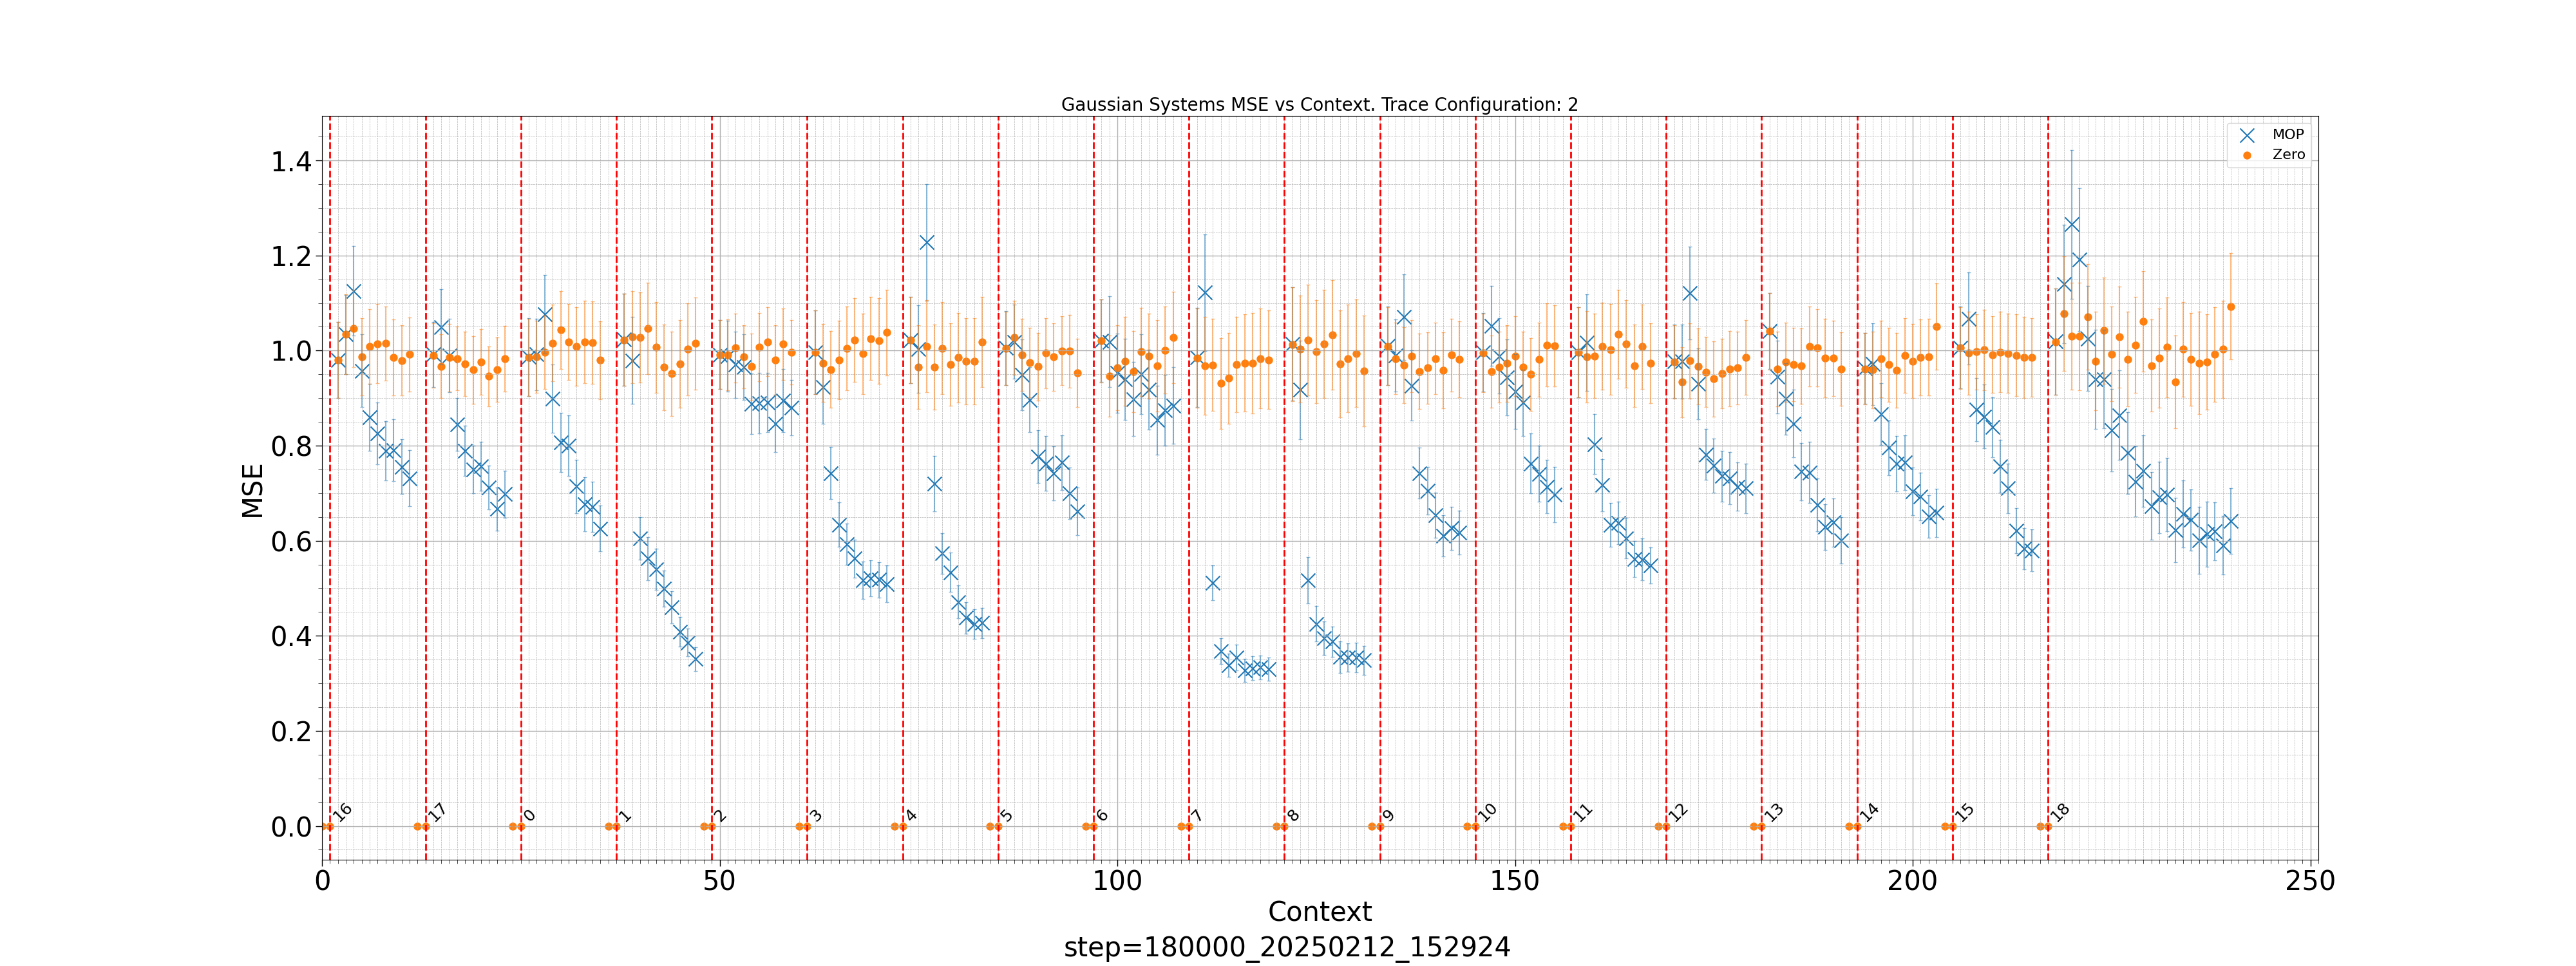 Gaussian Systems MSE vs Context. Trace Configuration: 2
MOP
Zero
MSE
1.4
1.2
1.0
0.8
0.6
0.4
0.2
0.0
16 17 0 1 2 3 4 5 6 7 8 9 10 11 12 13 14 15 18
0 50 100 150 200 250
Context
step=180000_20250212_152924